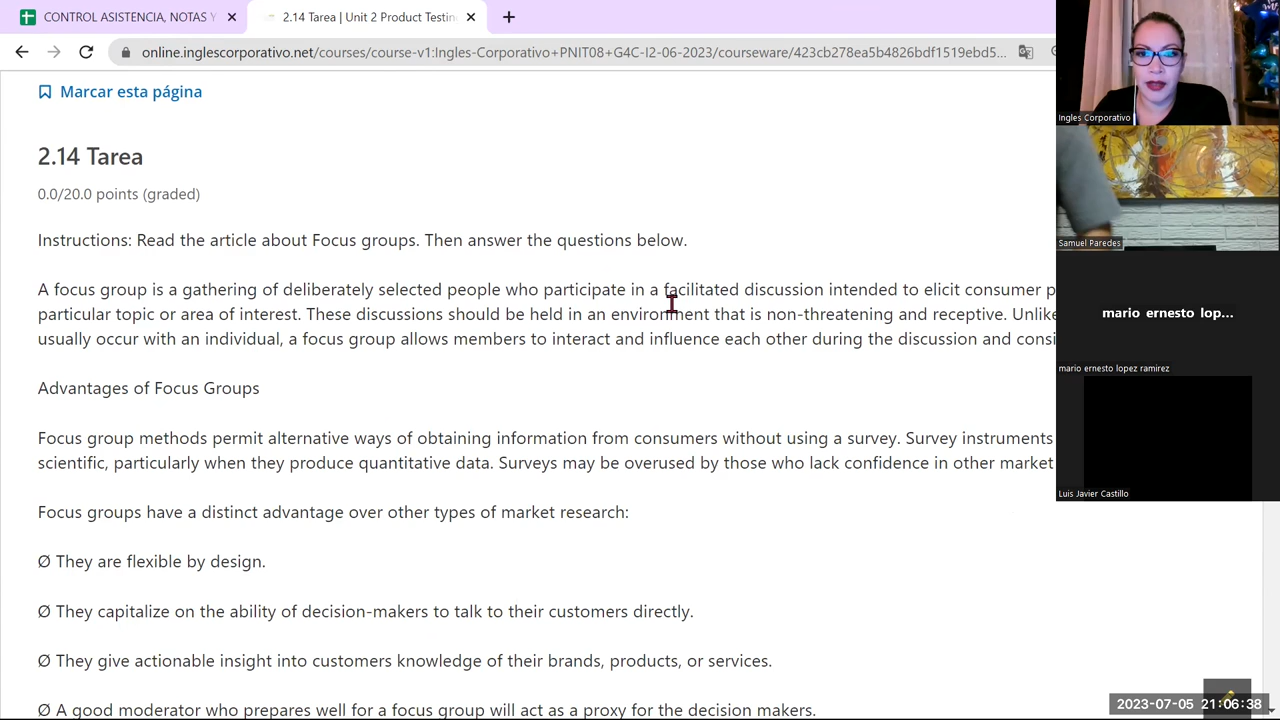 CONTROL ASISTENCIA, NOTAS Y
2.14 Tarea | Unit 2 Product Testing
online.inglescorporativo.net/courses/course-v1:Ingles-Corporativo+PNIT08+G4C-I2-06-2023/courseware/423cb278ea5b4826bdf1519ebd5...
Marcar esta página
2.14 Tarea
0.0/20.0 points (graded)
Instructions: Read the article about Focus groups. Then answer the questions below.
A focus group is a gathering of deliberately selected people who participate in a facilitated discussion intended to elicit consumer p
particular topic or area of interest. These discussions should be held in an environment that is non-threatening and receptive. Unlike
usually occur with an individual, a focus group allows members to interact and influence each other during the discussion and consi
Advantages of Focus Groups
Focus group methods permit alternative ways of obtaining information from consumers without using a survey. Survey instruments
scientific, particularly when they produce quantitative data. Surveys may be overused by those who lack confidence in other market
Focus groups have a distinct advantage over other types of market research:
Ø They are flexible by design.
Ø They capitalize on the ability of decision-makers to talk to their customers directly.
Ø They give actionable insight into customers knowledge of their brands, products, or services.
Ø A good moderator who prepares well for a focus group will act as a proxy for the decision makers.
Ingles Corporativo
Samuel Paredes
mario ernesto lop...
mario ernesto lopez ramirez
Luis Javier Castillo
2023-07-05 21:06:38